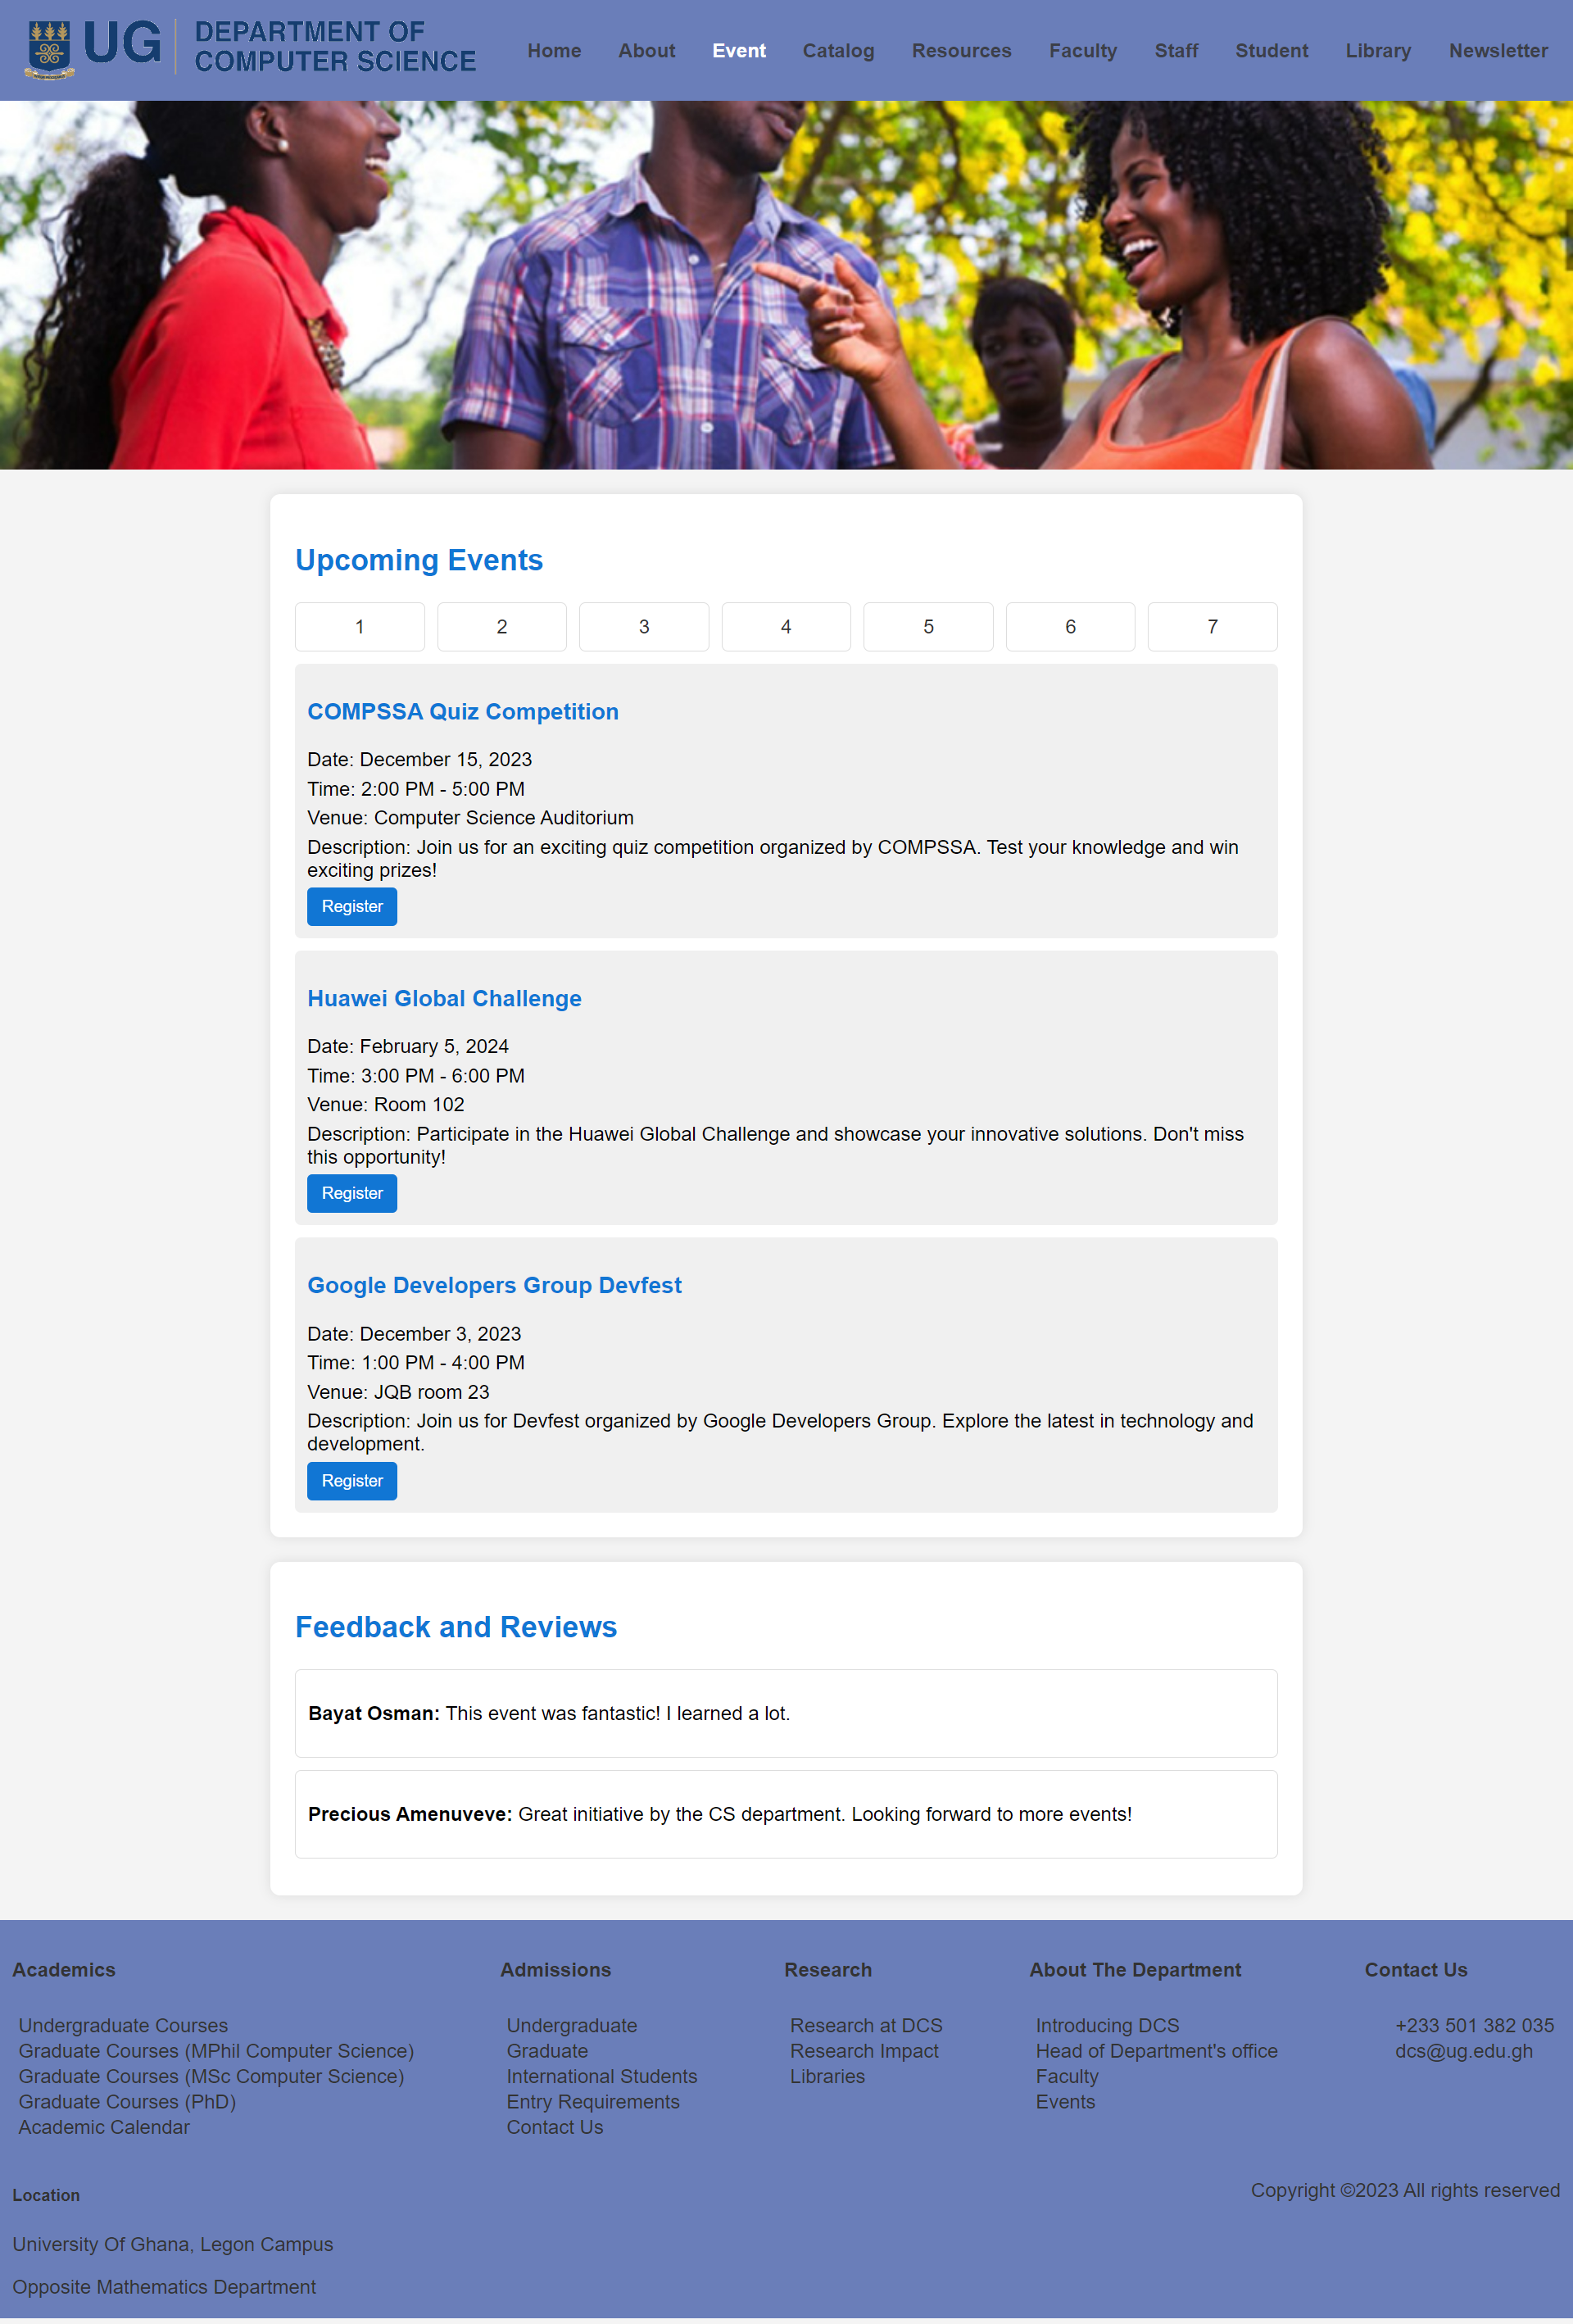 UG
DEPARTMENT OF
COMPUTER SCIENCE
Home About Event Catalog Resources Faculty Staff Student Library Newsletter
Upcoming Events
1 2 3 4 5 6 7
COMPSSA Quiz Competition
Date: December 15, 2023
Time: 2:00 PM - 5:00 PM
Venue: Computer Science Auditorium
Description: Join us for an exciting quiz competition organized by COMPSSA. Test your knowledge and win
exciting prizes!
Register
Huawei Global Challenge
Date: February 5, 2024
Time: 3:00 PM - 6:00 PM
Venue: Room 102
Description: Participate in the Huawei Global Challenge and showcase your innovative solutions. Don't miss
this opportunity!
Register
Google Developers Group Devfest
Date: December 3, 2023
Time: 1:00 PM - 4:00 PM
Venue: JQB room 23
Description: Join us for Devfest organized by Google Developers Group. Explore the latest in technology and
development.
Register
Feedback and Reviews
Bayat Osman: This event was fantastic! I learned a lot.
Precious Amenuveve: Great initiative by the CS department. Looking forward to more events!
Academics
Undergraduate Courses
Graduate Courses (MPhil Computer Science)
Graduate Courses (MSc Computer Science)
Graduate Courses (PhD)
Academic Calendar
Admissions
Undergraduate
Graduate
International Students
Entry Requirements
Contact Us
Research
Research at DCS
Research Impact
Libraries
About The Department
Introducing DCS
Head of Department's office
Faculty
Events
Contact Us
+233 501 382 035
dcs@ug.edu.gh
Location
University Of Ghana, Legon Campus
Opposite Mathematics Department
Copyright ©2023 All rights reserved